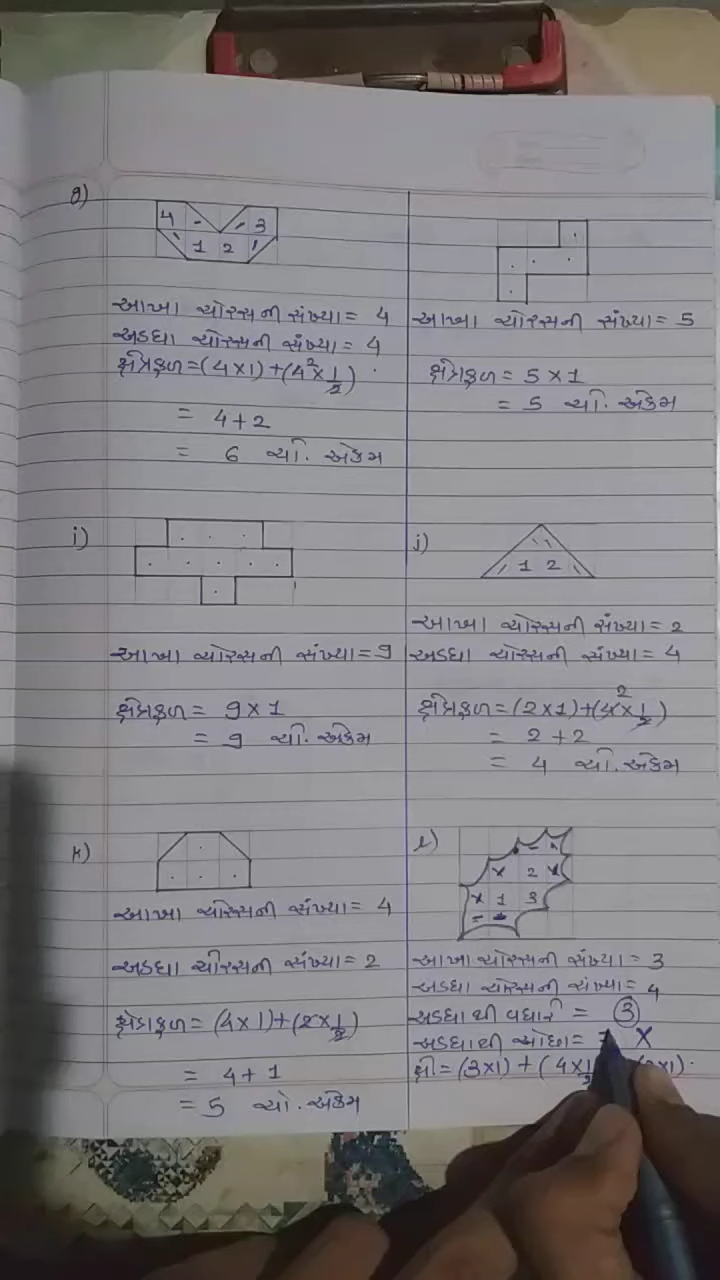 g)
4 3
1 2
આખા ચોરસની સંખ્યા = 4
અડધા ચોરસની સંખ્યા = 4
ક્ષેત્રફળ = (4×1)+(4² × 1/2)
= 4+2
= 6 ચો. એકમ
આખા ચોરસની સંખ્યા = 5
ક્ષેત્રફળ = 5 × 1
= 5 ચો. એકમ
i)
આખા ચોરસની સંખ્યા = 9
ક્ષેત્રફળ = 9 × 1
= 9 ચો. એકમ
j)
1 2
આખા ચોરસની સંખ્યા = 2
અડધા ચોરસની સંખ્યા = 4
2
ક્ષેત્રફળ = (2×1)+(4×1/2)
= 2 + 2
= 4 ચો. એકમ
k)
આખા ચોરસની સંખ્યા = 4
અડધા ચોરસની સંખ્યા = 2
ક્ષેત્રફળ = (4×1)+(2×1/2)
= 4+1
= 5 ચો. એકમ
l)
x 2 x
x 1 3
આખા ચોરસની સંખ્યા = 3
અડધા ચોરસની સંખ્યા = 4
અડધાથી વધારે = 3
અડધાથી ઓછા = x
ક્ષે = (3×1) + (4×1